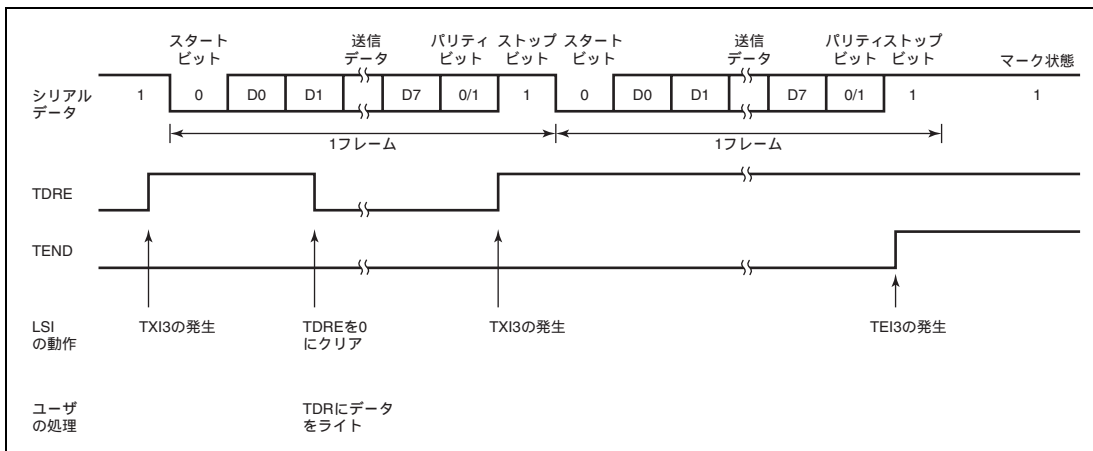 スタート
ビット
送信
データ
パリティ
ビット
ストップ
ビット
スタート
ビット
送信
データ
パリティ
ビット
ストップ
ビット
マーク状態
シリアル
データ
1 0 D0 D1 D7 0/1 1 0 D0 D1 D7 0/1 1 1
1フレーム 1フレーム
TDRE
TEND
LSI
の動作
TXI3の発生
TDREを0
にクリア
TXI3の発生
TEI3の発生
ユーザ
の処理
TDRにデータ
をライト